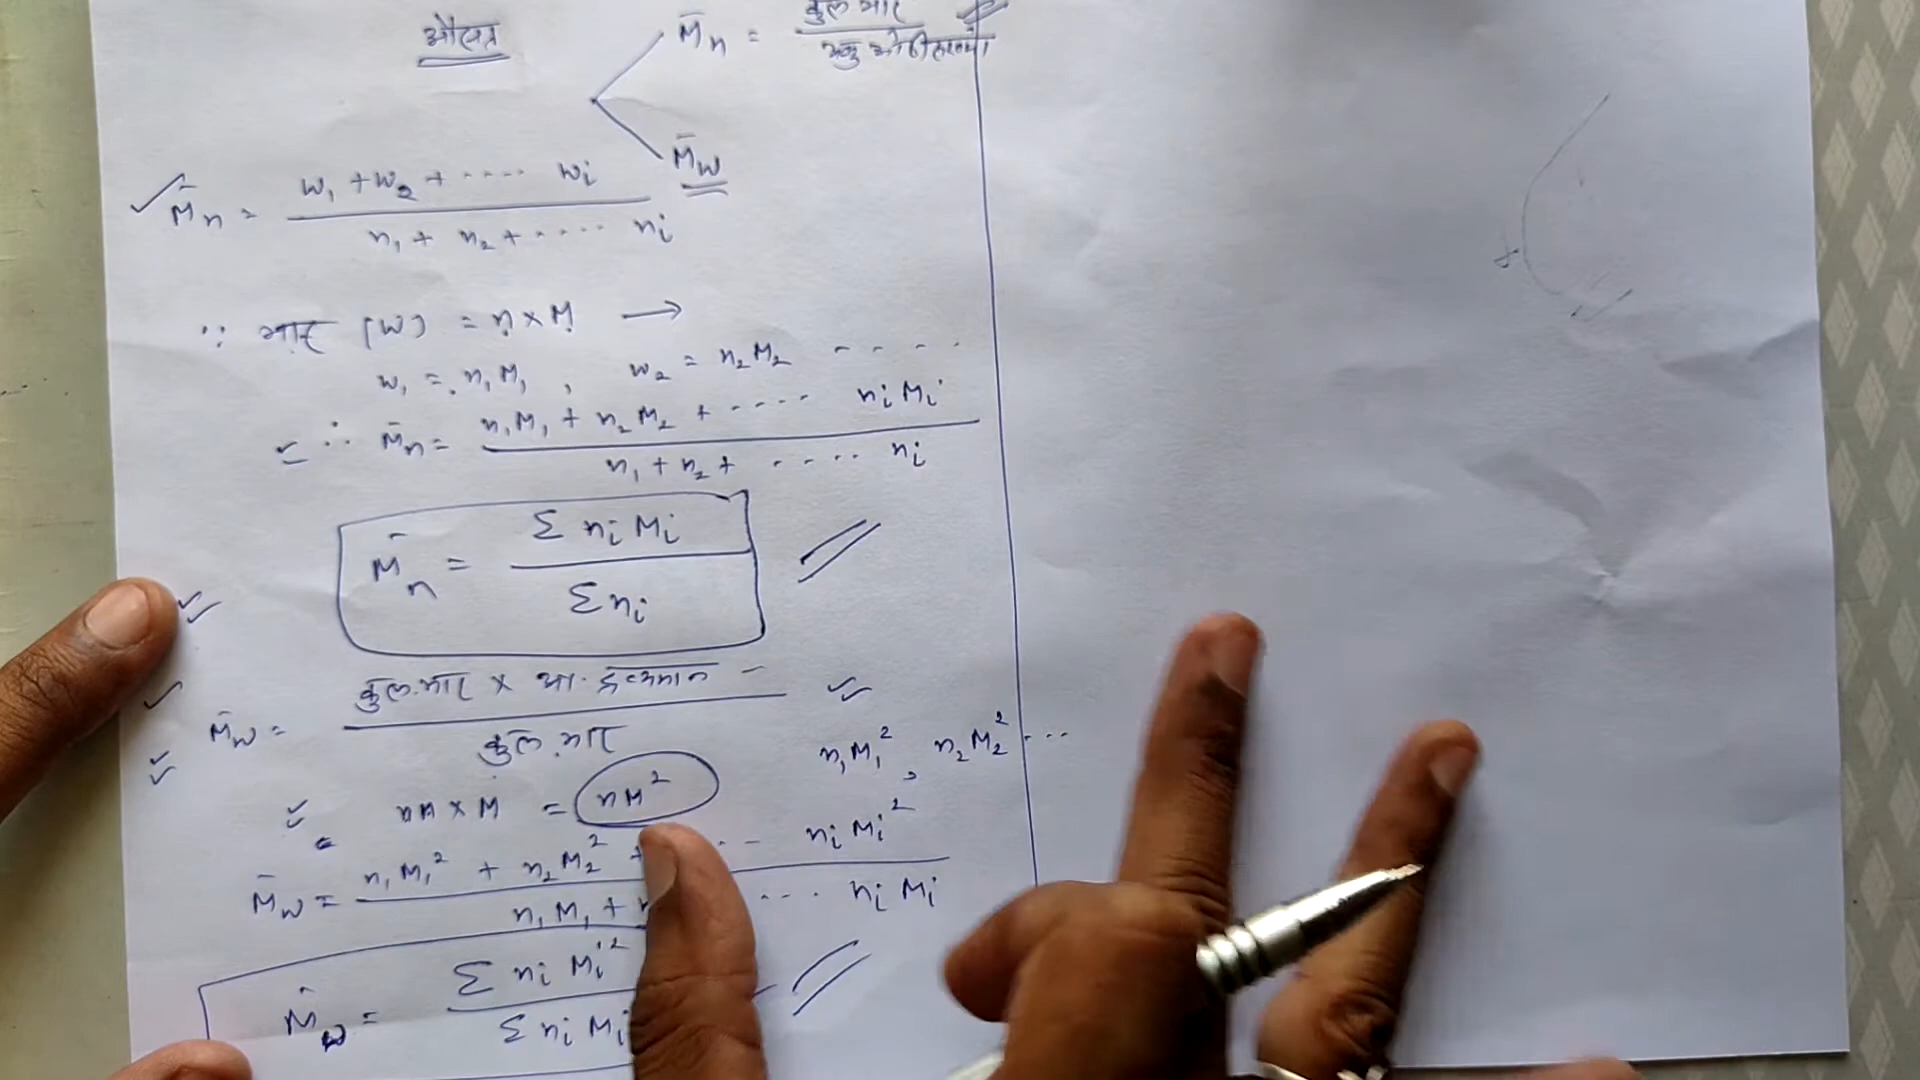 औसत
M̄n = कुल भार / अणुओं की संख्या
M̄w
M̄n = w₁ + w₂ + ..... wi / n₁ + n₂ + ..... ni
∵ भार (W) = n × M →
w₁ = n₁M₁ , w₂ = n₂M₂ -----
∴ M̄n = n₁M₁ + n₂M₂ + ..... niMi / n₁ + n₂ + ..... ni
M̄n = Σ niMi / Σni
M̄w = कुल भार × आ. द्रव्यमान / कुल भार
n₁M₁² , n₂M₂² ...
nM × M = nM²
M̄w = n₁M₁² + n₂M₂² + ... niMi² / n₁M₁ + ... niMi
M̄w = Σ niMi² / Σ niMi